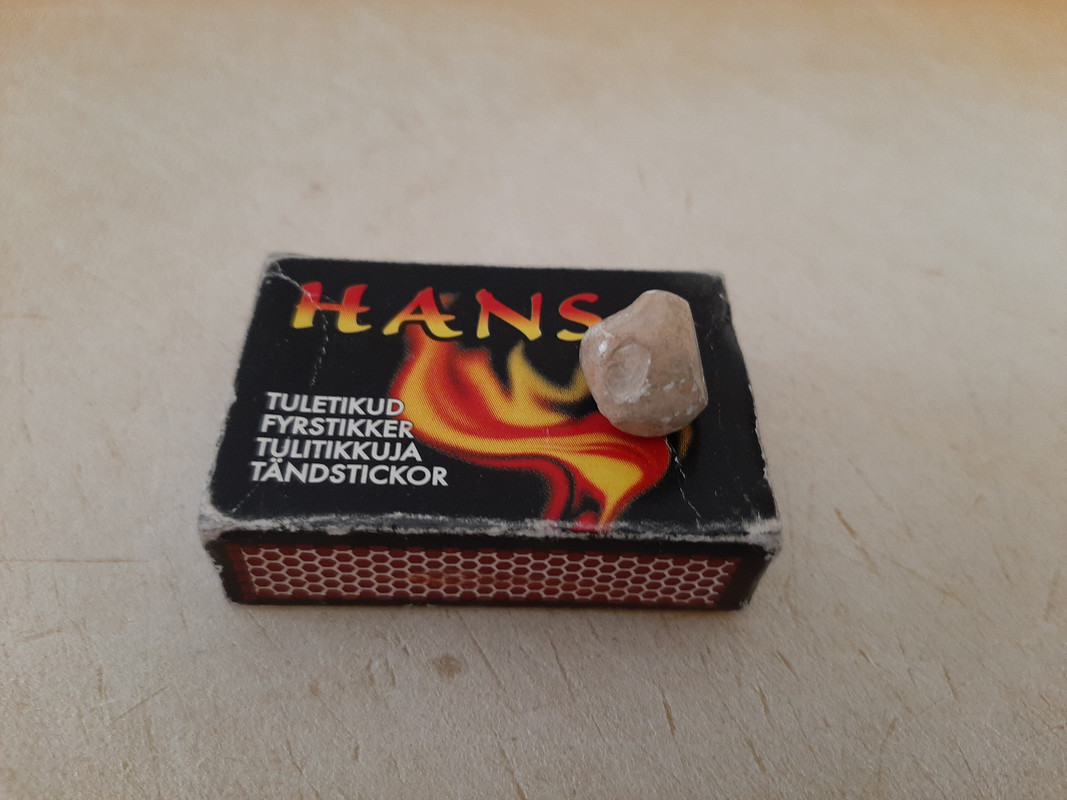 HANS
TULETIKUD
FYRSTIKKER
TULITIKKUJA
TÄNDSTICKOR